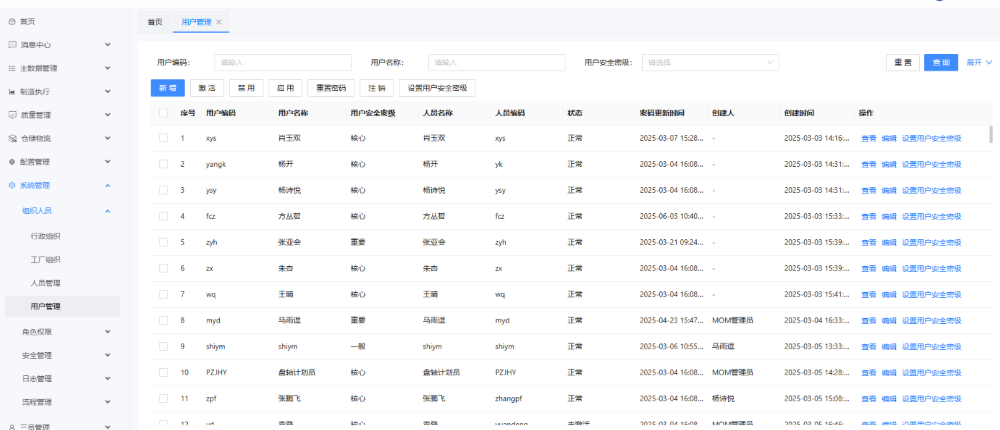 首页
消息中心
主数据管理
制造执行
质量管理
仓储物流
配置管理
系统管理
组织人员
行政组织
工厂组织
人员管理
用户管理
角色权限
安全管理
日志管理
流程管理
三员管理
首页 用户管理
用户编码: 请输入 用户名称: 请输入 用户安全密级: 请选择 重置 查询 展开
新增 激活 禁用 启用 重置密码 注销 设置用户安全密级
序号 用户编码 用户名称 用户安全密级 人员名称 人员编码 状态 密码更新时间 创建人 创建时间 操作
1 xys 肖玉双 核心 肖玉双 xys 正常 2025-03-07 15:28... - 2025-03-03 14:16:... 查看 编辑 设置用户安全密级
2 yangk 杨开 核心 杨开 yk 正常 2025-03-04 16:08... - 2025-03-03 14:31:... 查看 编辑 设置用户安全密级
3 ysy 杨诗悦 核心 杨诗悦 ysy 正常 2025-03-04 16:08... - 2025-03-03 14:31:... 查看 编辑 设置用户安全密级
4 fcz 方丛哲 核心 方丛哲 fcz 正常 2025-06-03 10:40... - 2025-03-03 15:33:... 查看 编辑 设置用户安全密级
5 zyh 张亚会 重要 张亚会 zyh 正常 2025-03-21 09:24... - 2025-03-03 15:39:... 查看 编辑 设置用户安全密级
6 zx 朱杏 核心 朱杏 zx 正常 2025-03-04 16:08... - 2025-03-03 15:39:... 查看 编辑 设置用户安全密级
7 wq 王晴 核心 王晴 wq 正常 2025-03-04 16:08... - 2025-03-03 15:41:... 查看 编辑 设置用户安全密级
8 myd 马雨逗 重要 马雨逗 myd 正常 2025-04-23 15:47... MOM管理员 2025-03-04 16:33:... 查看 编辑 设置用户安全密级
9 shiym shiym 一般 shiym shiym 正常 2025-03-06 10:55... 马雨逗 2025-03-05 13:33:... 查看 编辑 设置用户安全密级
10 PZJHY 盘轴计划员 核心 盘轴计划员 PZJHY 正常 2025-03-04 16:08... MOM管理员 2025-03-05 14:28:... 查看 编辑 设置用户安全密级
11 zpf 张鹏飞 核心 张鹏飞 zhangpf 正常 2025-03-04 16:08... 杨诗悦 2025-03-05 15:08:... 查看 编辑 设置用户安全密级
12 yd 核心 yuandeng 未激活 2025-03-04 16:08... MOM管理员 2025-03-05 16:46:... 查看 编辑 设置用户安全密级